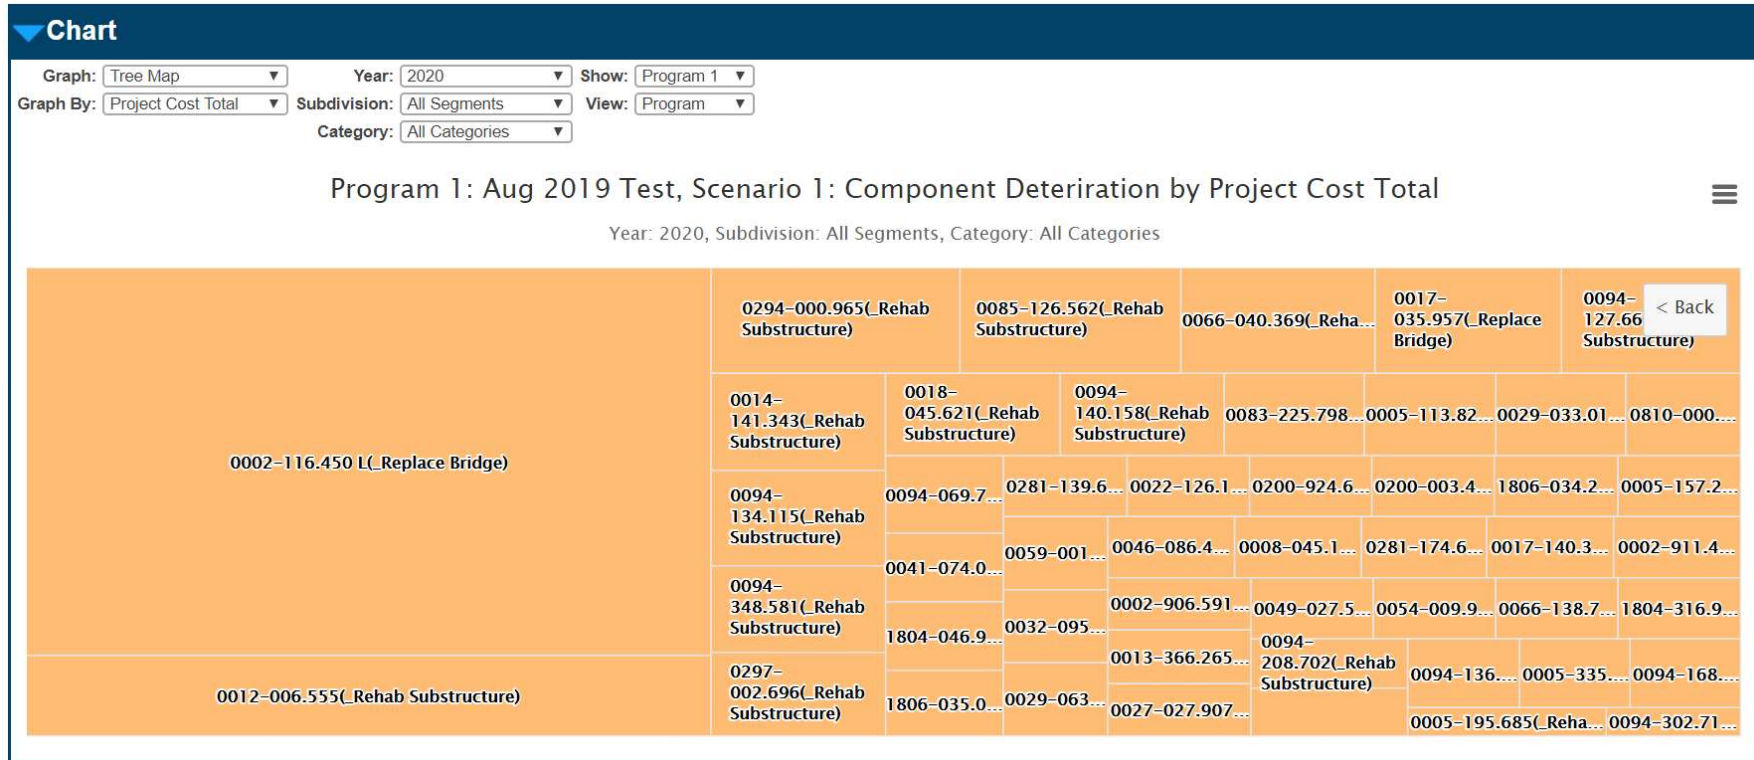 Chart
Graph: Tree Map Year: 2020 Show: Program 1
Graph By: Project Cost Total Subdivision: All Segments View: Program
Category: All Categories
Program 1: Aug 2019 Test, Scenario 1: Component Deteriration by Project Cost Total
Year: 2020, Subdivision: All Segments, Category: All Categories
0002-116.450 L(_Replace Bridge)
0012-006.555(_Rehab Substructure)
0294-000.965(_Rehab
Substructure)
0085-126.562(_Rehab
Substructure)
0066-040.369(_Reha...
0017-
035.957(_Replace
Bridge)
0094-
127.66
Substructure)
< Back
0014-
141.343(_Rehab
Substructure)
0094-
134.115(_Rehab
Substructure)
0094-
348.581(_Rehab
Substructure)
0297-
002.696(_Rehab
Substructure)
0018-
045.621(_Rehab
Substructure)
0094-
140.158(_Rehab
Substructure)
0083-225.798...
0005-113.82...
0029-033.01...
0810-000....
0094-069.7...
0041-074.0...
1804-046.9...
1806-035.0...
0281-139.6...
0022-126.1...
0200-924.6...
0200-003.4...
1806-034.2...
0005-157.2...
0059-001...
0032-095...
0029-063...
0046-086.4...
0008-045.1...
0281-174.6...
0017-140.3...
0002-911.4...
0002-906.591...
0013-366.265...
0027-027.907...
0049-027.5...
0054-009.9...
0066-138.7...
1804-316.9...
0094-
208.702(_Rehab
Substructure)
0094-136....
0005-335....
0094-168....
0005-195.685(_Reha...
0094-302.71...